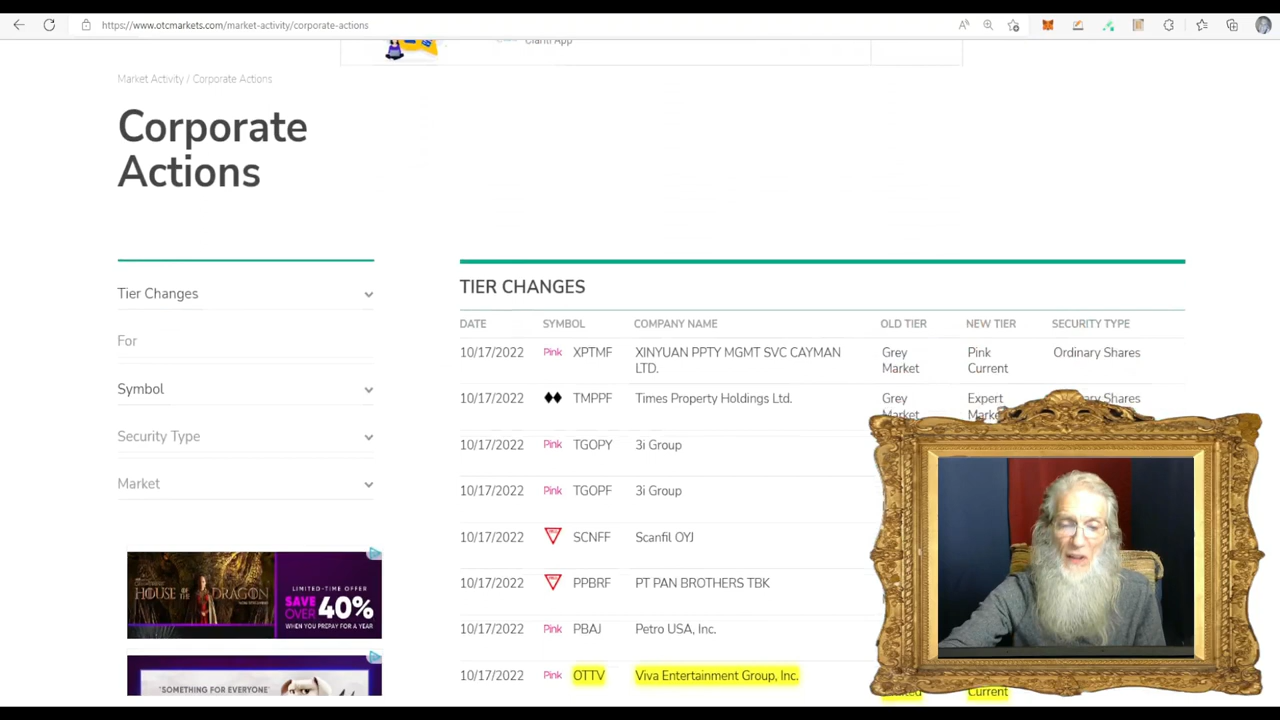 https://www.otcmarkets.com/market-activity/corporate-actions
Market Activity / Corporate Actions
Corporate
Actions
Tier Changes
For
Symbol
Security Type
Market
HOUSE OF THE DRAGON
LIMITED-TIME OFFER
SAVE
OVER 40%
WHEN YOU PREPAY FOR A YEAR
"SOMETHING FOR EVERYONE"
TIER CHANGES
DATE SYMBOL COMPANY NAME OLD TIER NEW TIER SECURITY TYPE
10/17/2022 Pink XPTMF XINYUAN PPTY MGMT SVC CAYMAN LTD. Grey Market Pink Current Ordinary Shares
10/17/2022 TMPPF Times Property Holdings Ltd. Grey Market Expert Shares
10/17/2022 Pink TGOPY 3i Group
10/17/2022 Pink TGOPF 3i Group
10/17/2022 SCNFF Scanfil OYJ
10/17/2022 PPBRF PT PAN BROTHERS TBK
10/17/2022 Pink PBAJ Petro USA, Inc.
10/17/2022 Pink OTTV Viva Entertainment Group, Inc.
Current